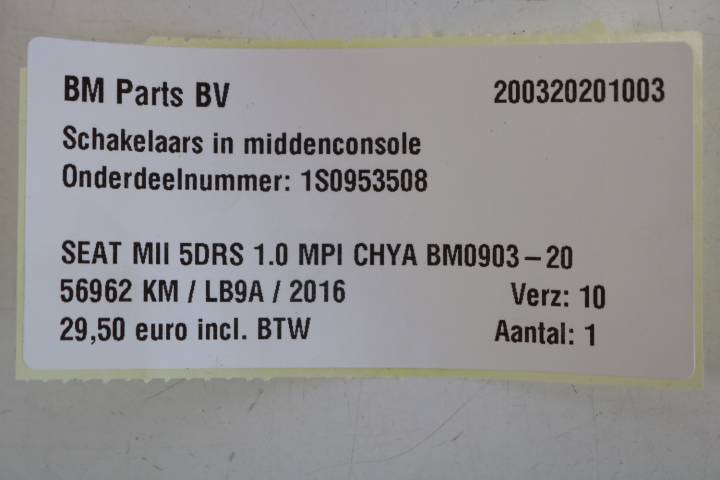 BM Parts BV 200320201003
Schakelaars in middenconsole
Onderdeelnummer: 1S0953508
SEAT MII 5DRS 1.0 MPI CHYA BM0903-20
56962 KM / LB9A / 2016 Verz: 10
29,50 euro incl. BTW Aantal: 1